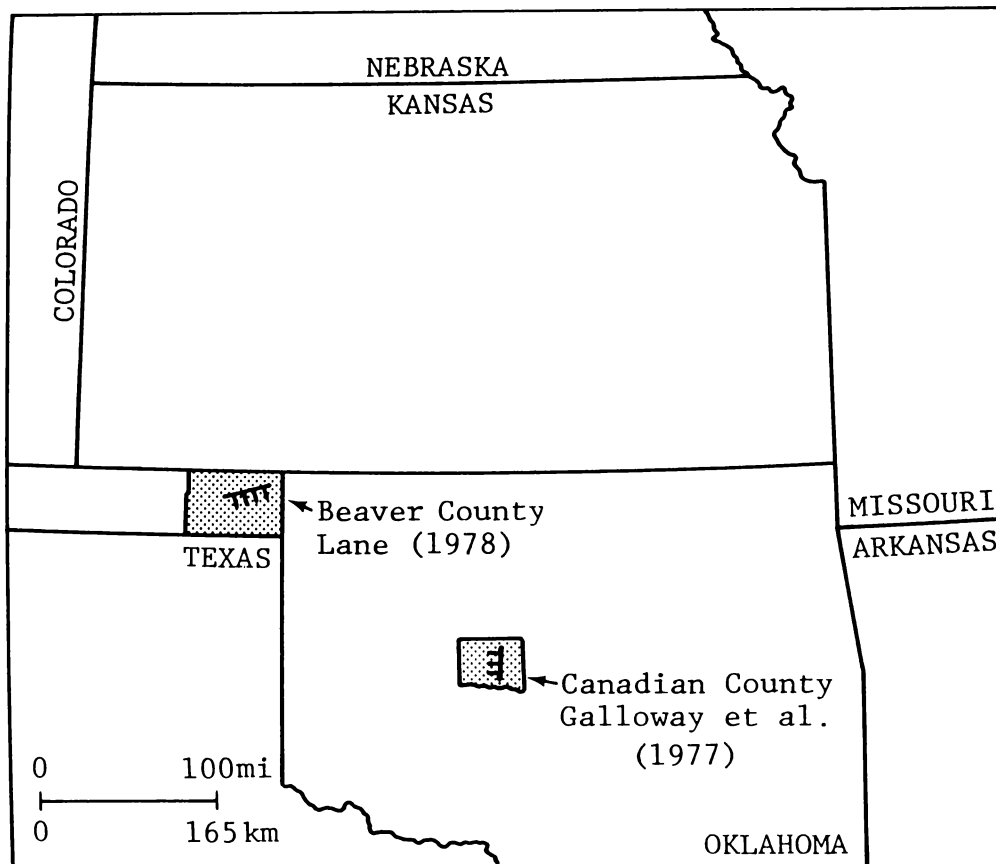 NEBRASKA
KANSAS
COLORADO
Beaver County
Lane (1978)
MISSOURI
ARKANSAS
TEXAS
Canadian County
Galloway et al.
(1977)
0 100mi
0 165km
OKLAHOMA